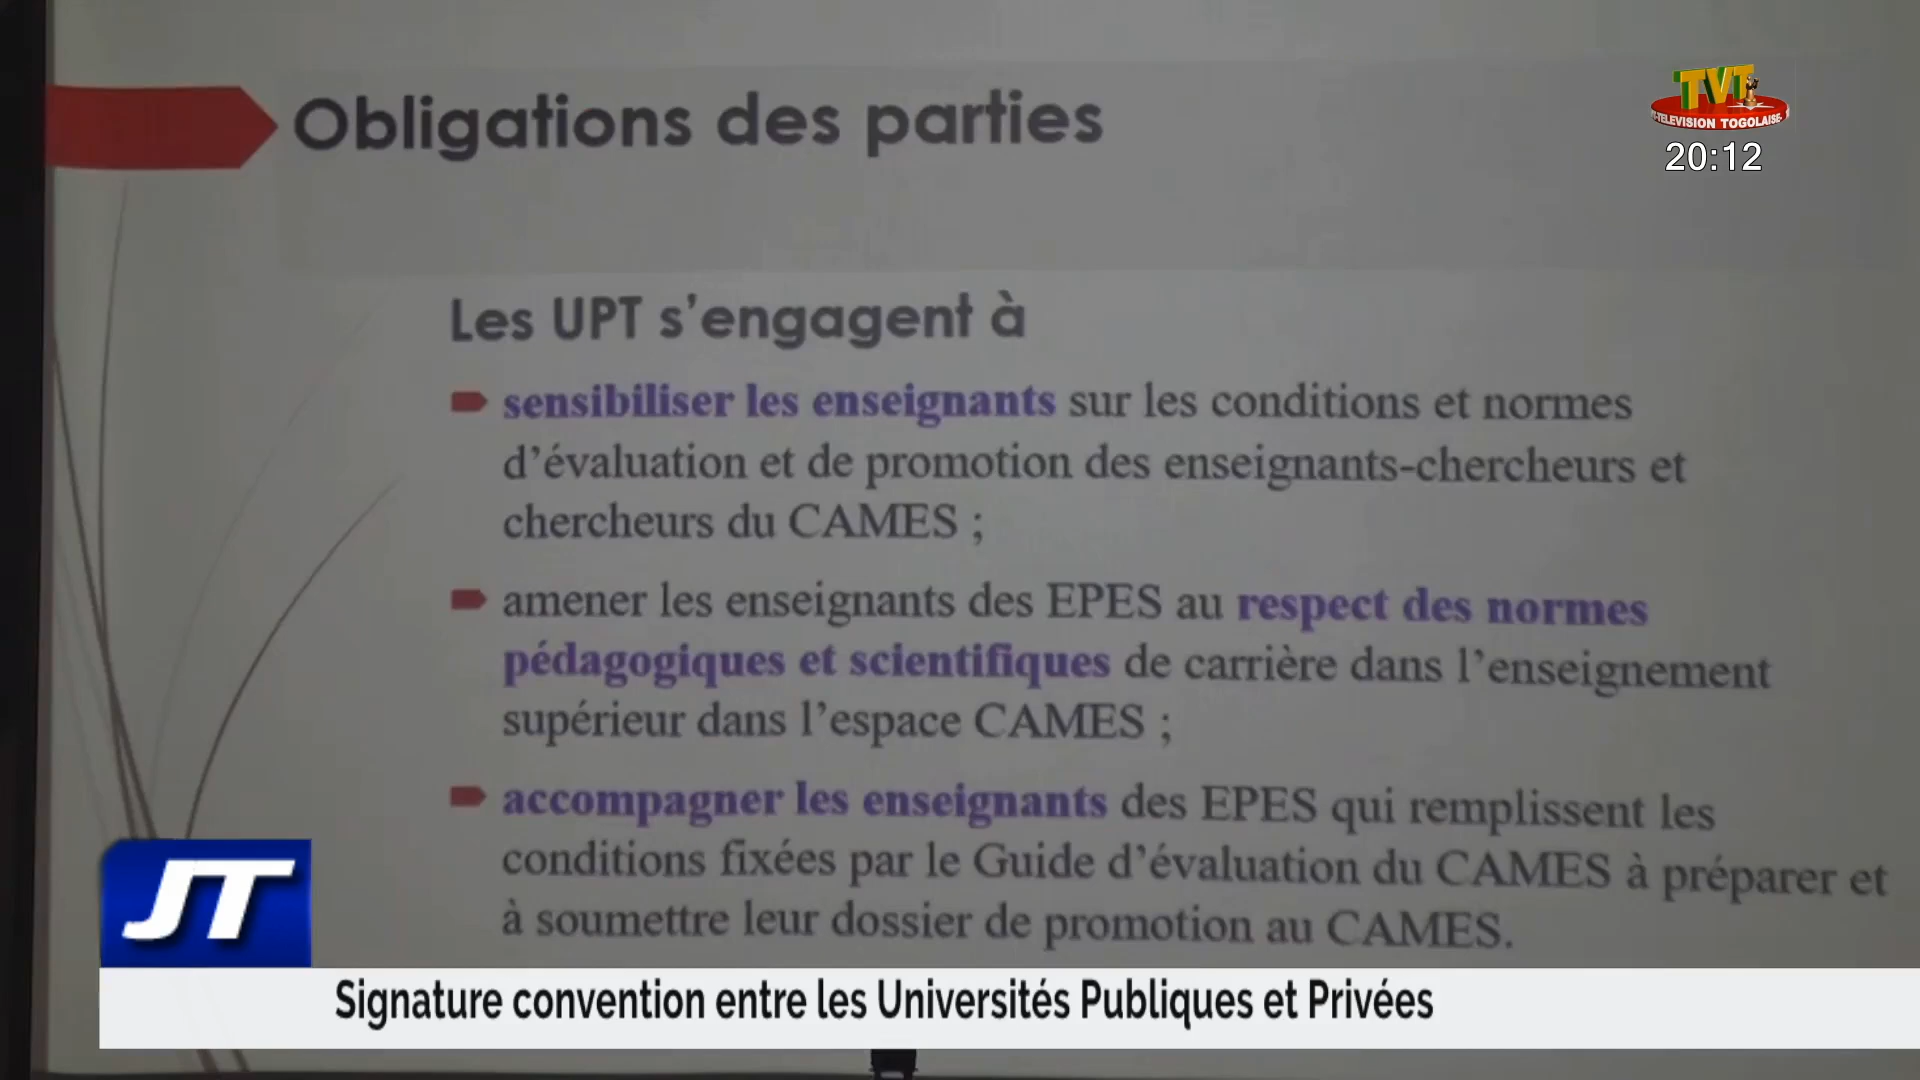 Obligations des parties
TVT
TELEVISION TOGOLAISE
20:12
Les UPT s'engagent à
sensibiliser les enseignants sur les conditions et normes
d'évaluation et de promotion des enseignants-chercheurs et
chercheurs du CAMES ;
amener les enseignants des EPES au respect des normes
pédagogiques et scientifiques de carrière dans l'enseignement
supérieur dans l'espace CAMES ;
accompagner les enseignants des EPES qui remplissent les
conditions fixées par le Guide d'évaluation du CAMES à préparer et
à soumettre leur dossier de promotion au CAMES.
JT
Signature convention entre les Universités Publiques et Privées